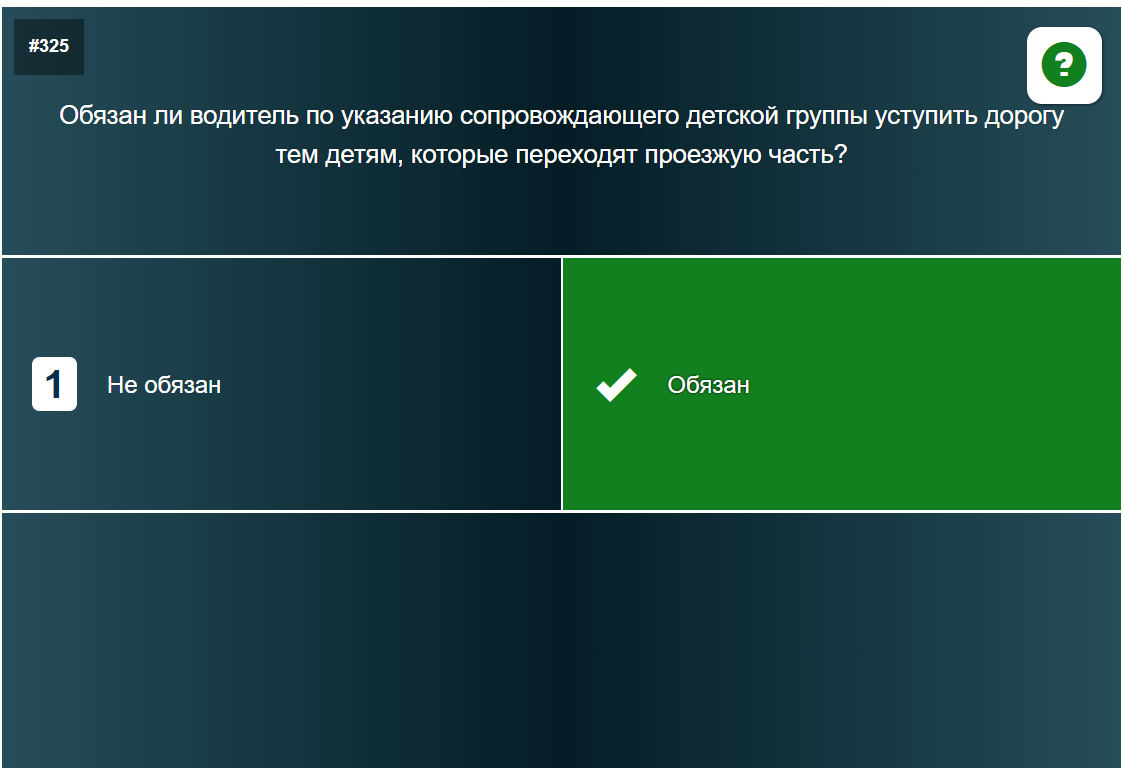 #325
?
Обязан ли водитель по указанию сопровождающего детской группы уступить дорогу
тем детям, которые переходят проезжую часть?
1 Не обязан
Обязан